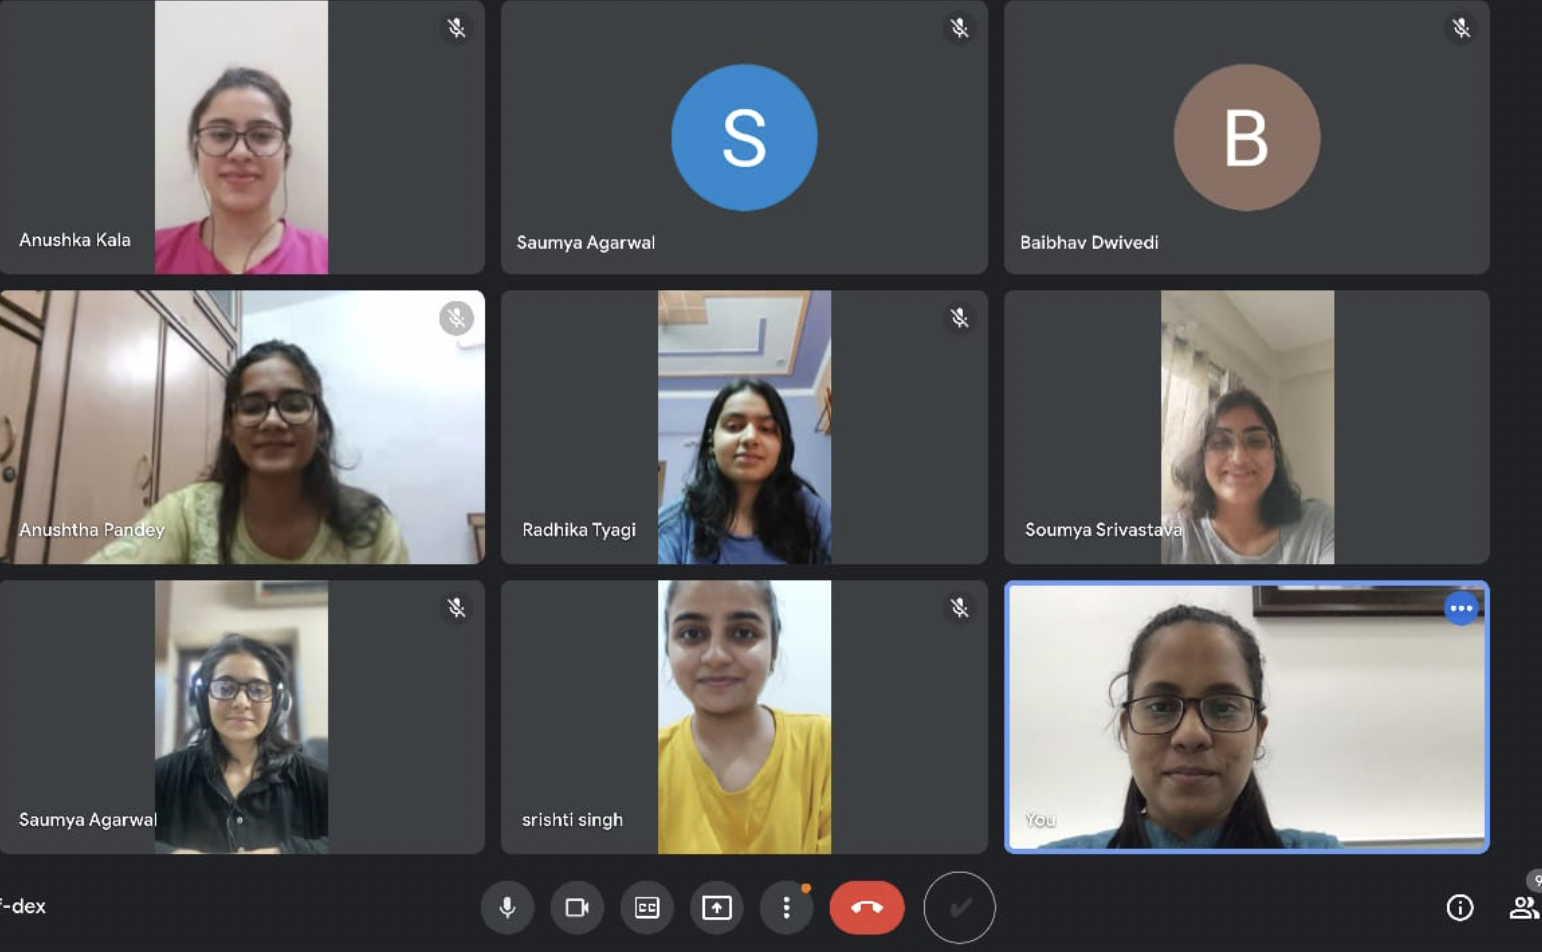 S
B
Anushka Kala
Saumya Agarwal
Baibhav Dwivedi
Anushtha Pandey
Radhika Tyagi
Soumya Srivastava
Saumya Agarwal
srishti singh
You
f-dex
CC
9